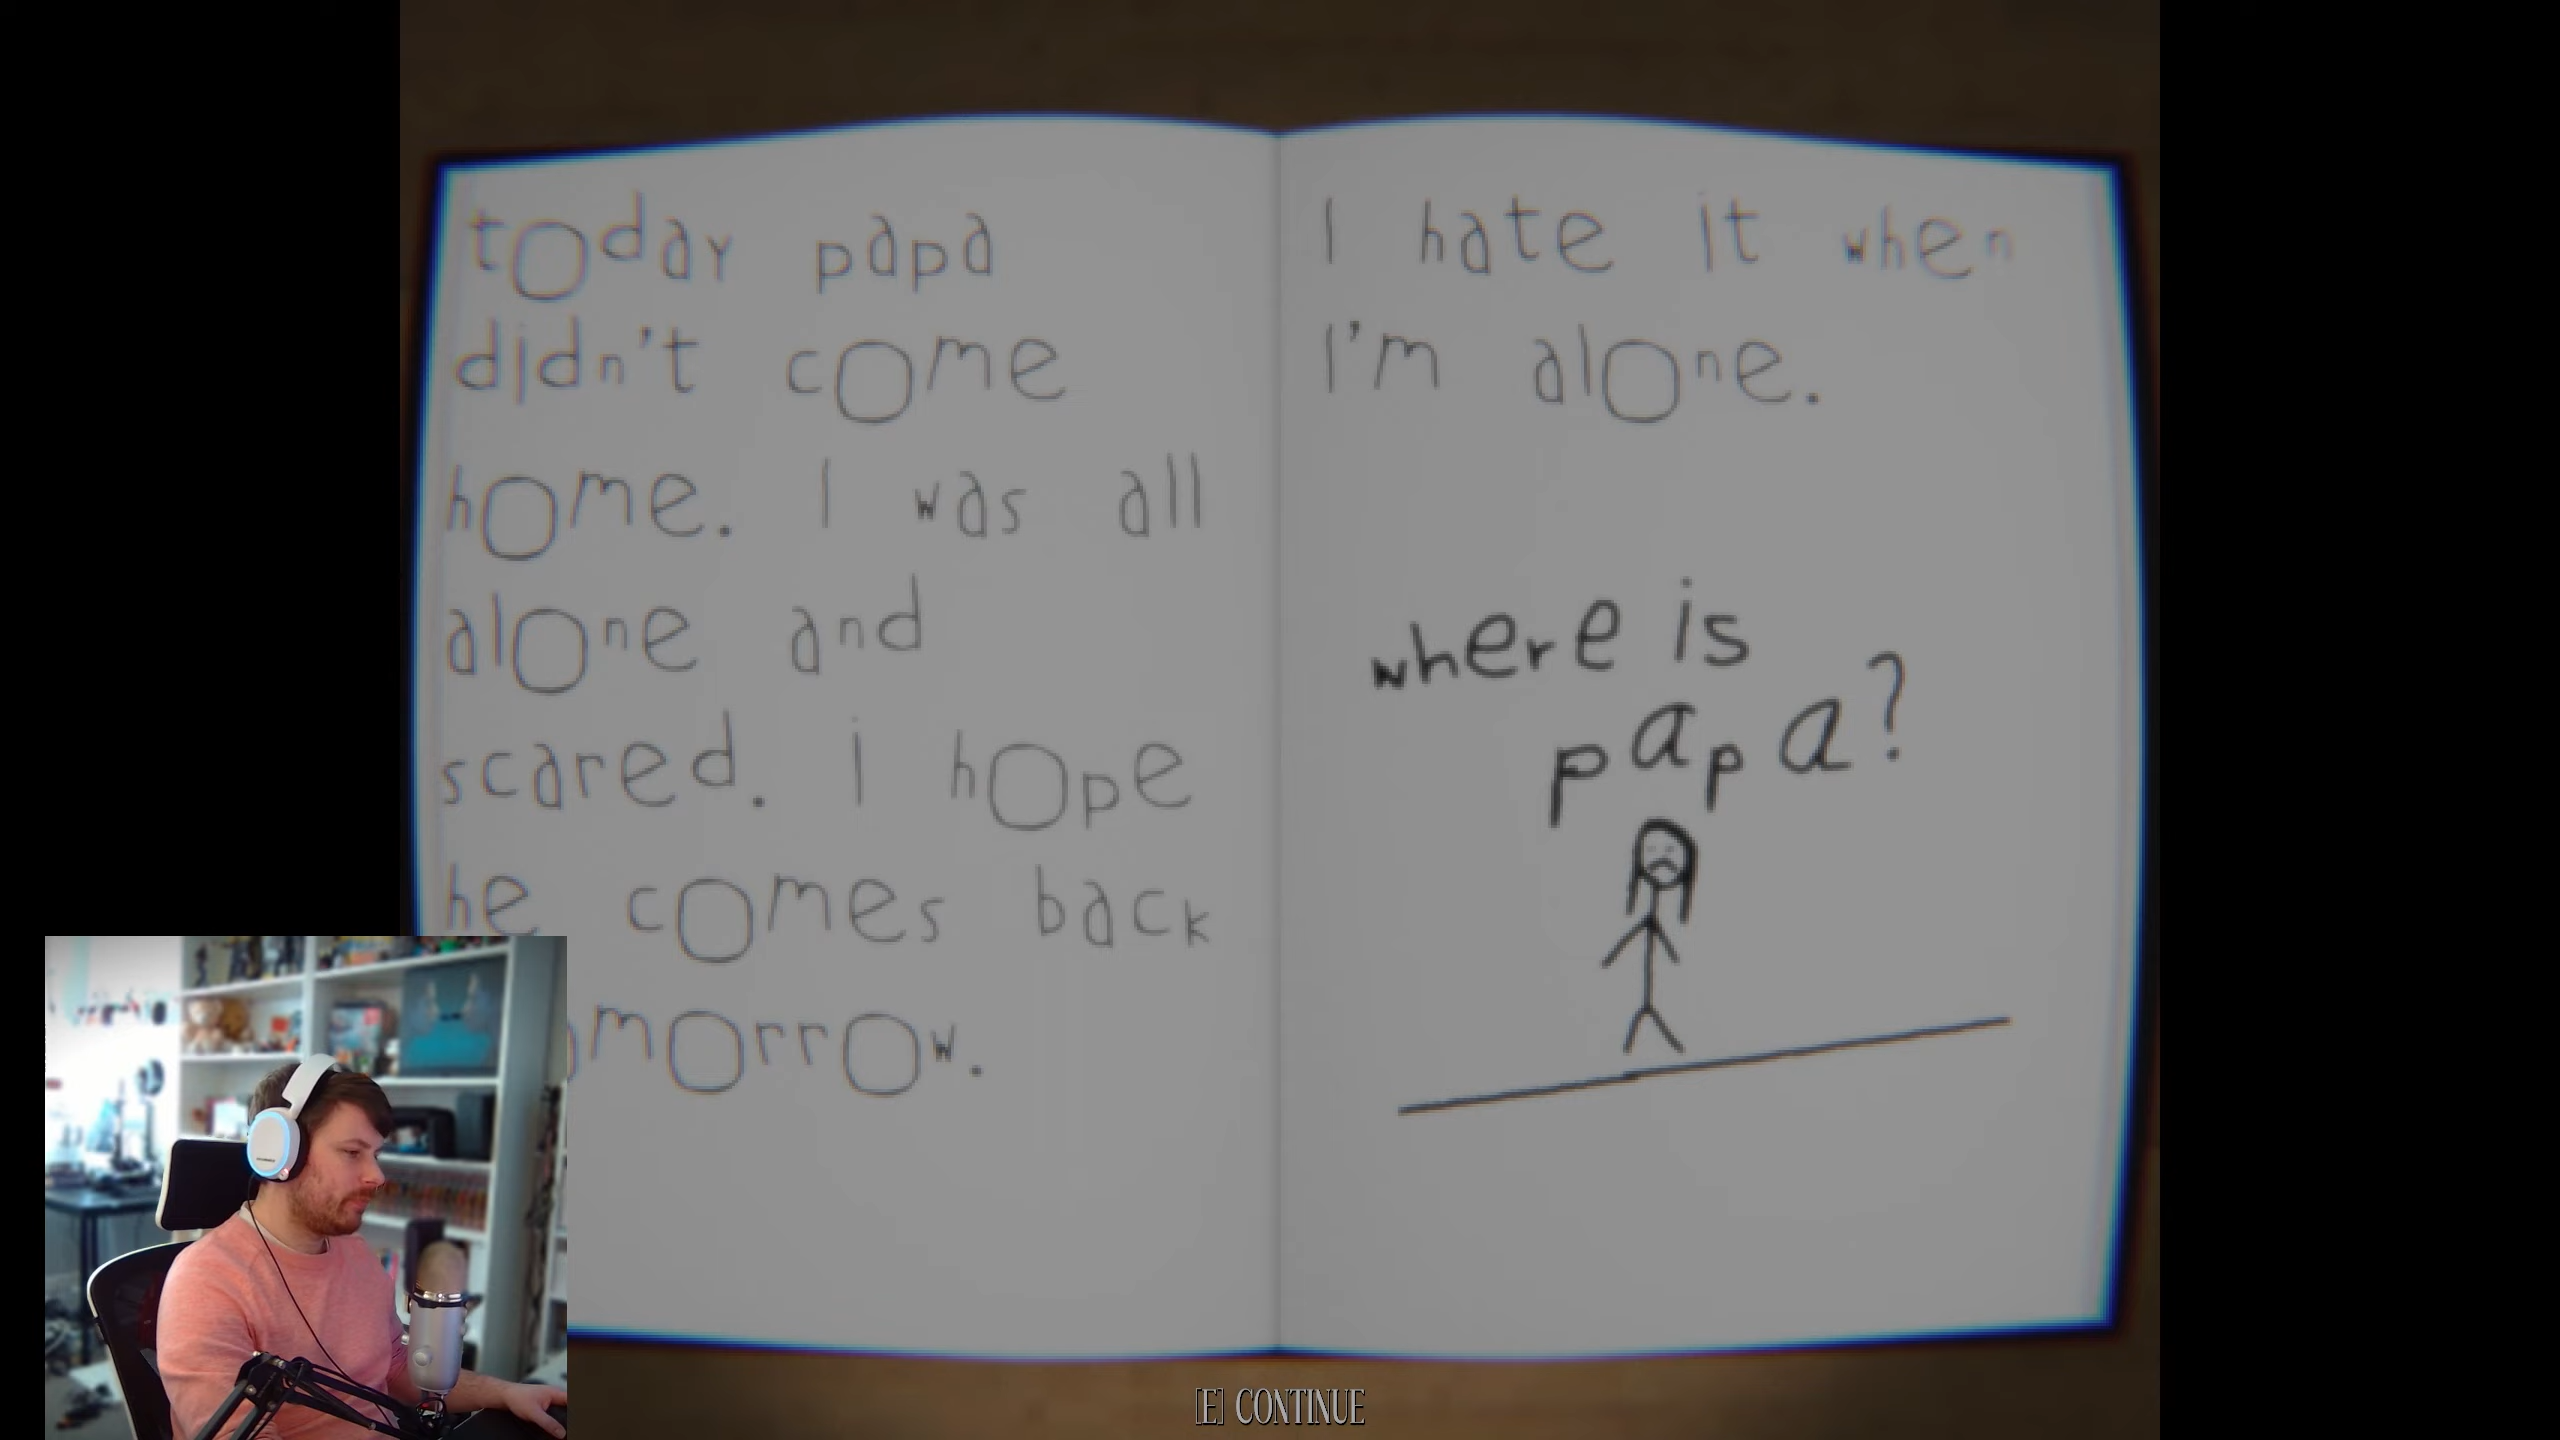 today papa
didn't come
home. I was all
alone and
scared. i hope
he comes back
omorrow.
I hate it when
I'm alone.
where is
papa?
[E] CONTINUE